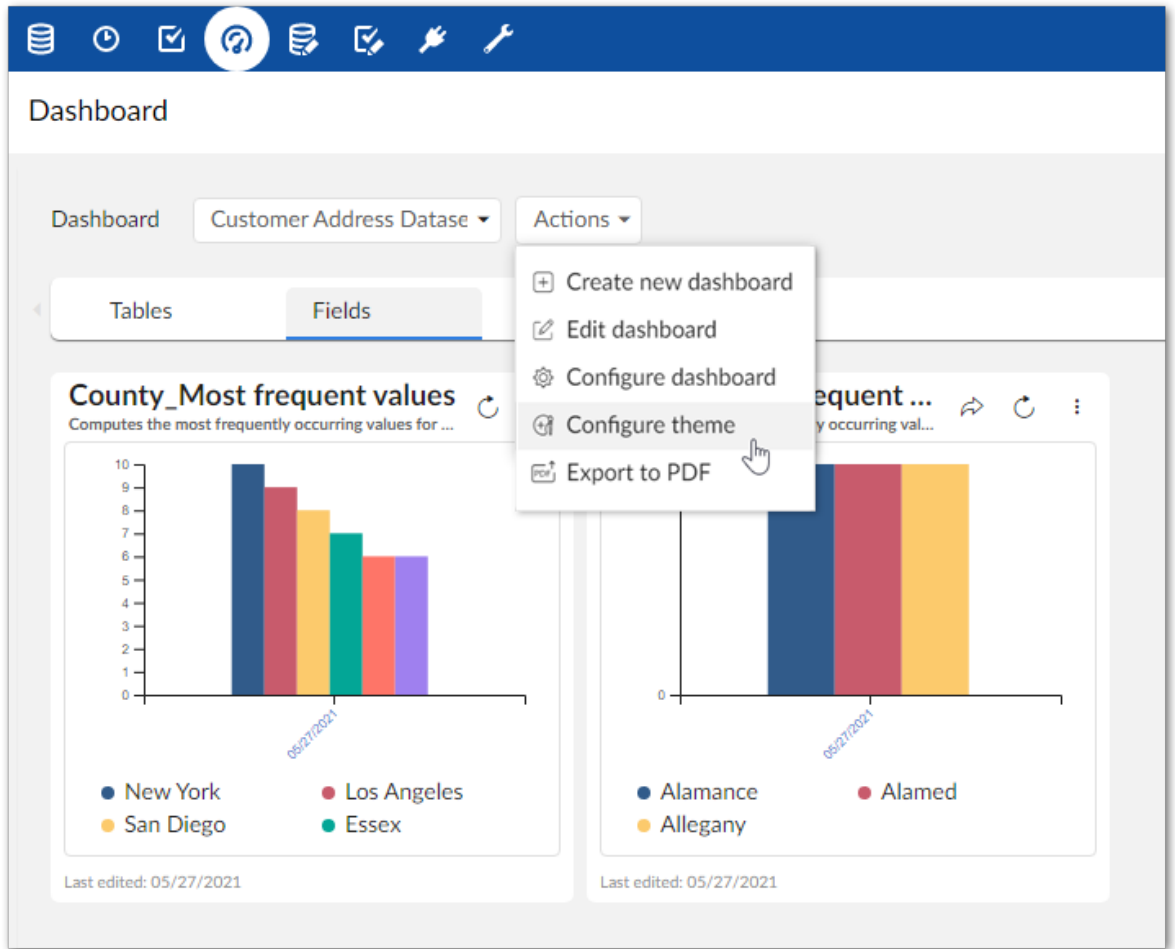 Dashboard
Dashboard
Customer Address Datase
Actions
Create new dashboard
Edit dashboard
Configure dashboard
Configure theme
PDF
Export to PDF
Tables
Fields
County_Most frequent values
Computes the most frequently occurring values for ...
10
9
8
7
6
5
4
3
2
1
0
05/27/2021
New York
Los Angeles
San Diego
Essex
Last edited: 05/27/2021
equent ...
y occurring val...
0
05/27/2021
Alamance
Alamed
Allegany
Last edited: 05/27/2021